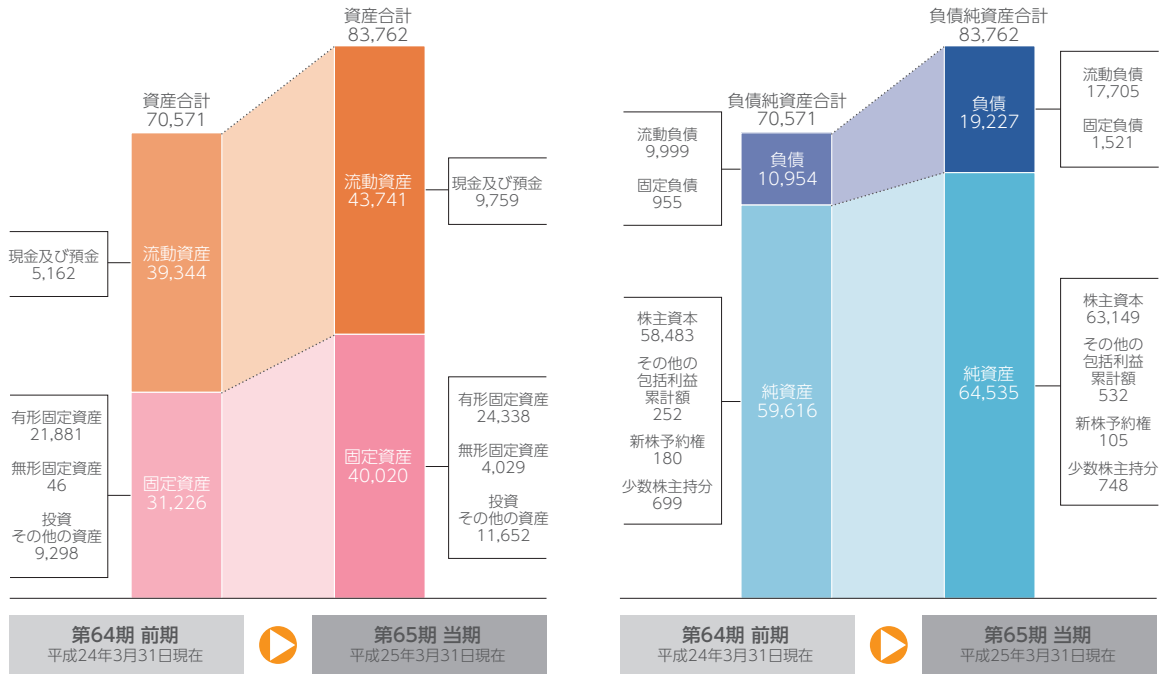 資産合計
83,762
資産合計
70,571
流動資産
43,741
現金及び預金
9,759
現金及び預金
5,162
流動資産
39,344
有形固定資産
21,881
無形固定資産
46
投資
その他の資産
9,298
固定資産
31,226
固定資産
40,020
有形固定資産
24,338
無形固定資産
4,029
投資
その他の資産
11,652
第64期 前期
平成24年3月31日現在
第65期 当期
平成25年3月31日現在
負債純資産合計
83,762
負債純資産合計
70,571
流動負債
9,999
固定負債
955
負債
10,954
負債
19,227
流動負債
17,705
固定負債
1,521
株主資本
58,483
その他の
包括利益
累計額
252
新株予約権
180
少数株主持分
699
純資産
59,616
純資産
64,535
株主資本
63,149
その他の
包括利益
累計額
532
新株予約権
105
少数株主持分
748
第64期 前期
平成24年3月31日現在
第65期 当期
平成25年3月31日現在